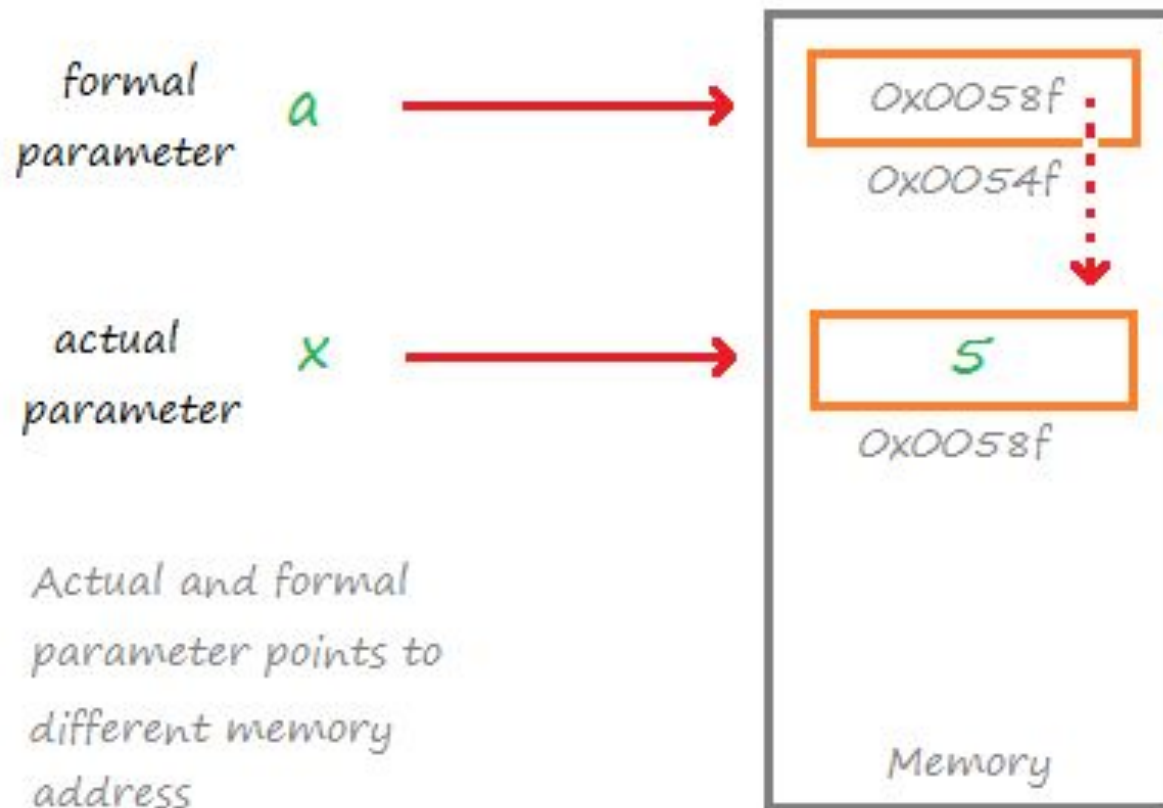 formal
parameter
a
0x0058f
0x0054f
actual
parameter
x
5
0x0058f
Actual and formal
parameter points to
different memory
address
Memory